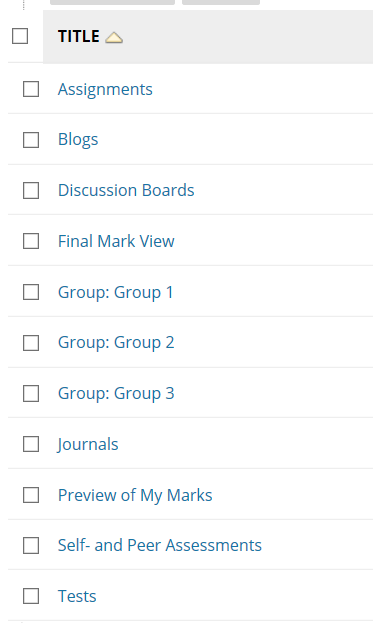 TITLE
Assignments
Blogs
Discussion Boards
Final Mark View
Group: Group 1
Group: Group 2
Group: Group 3
Journals
Preview of My Marks
Self- and Peer Assessments
Tests